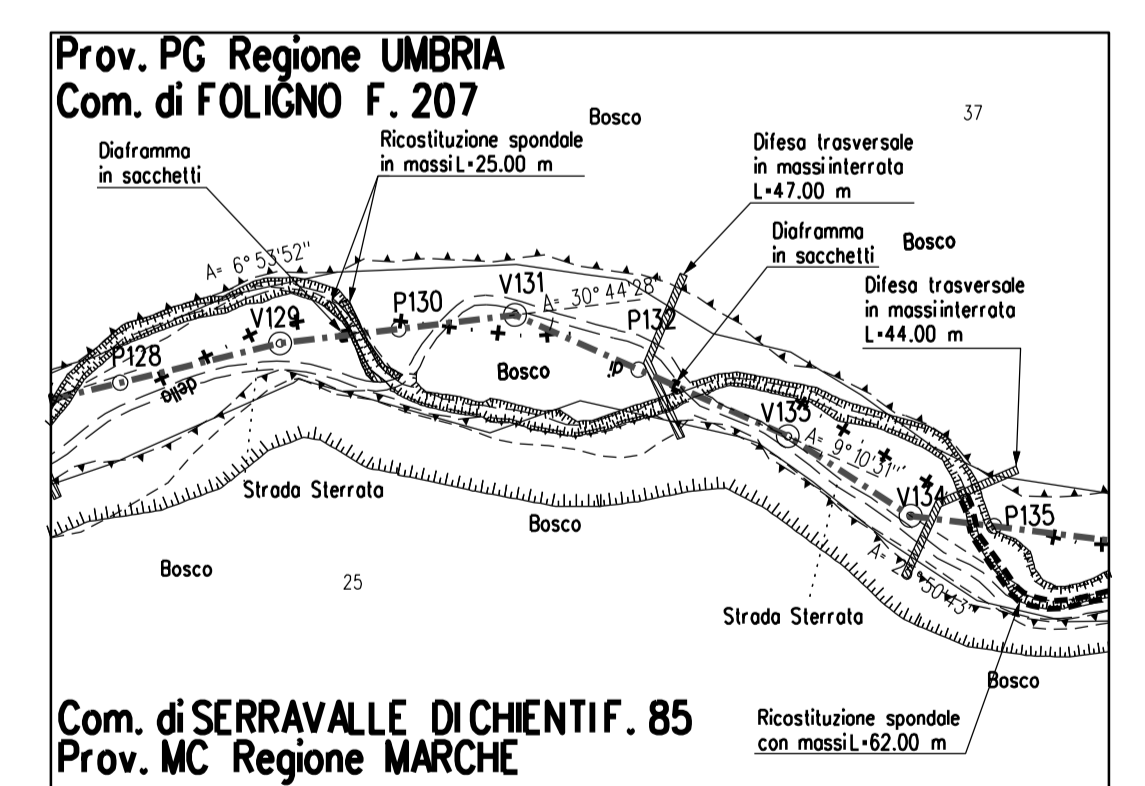 Prov. PG Regione UMBRIA
Com. di FOLIGNO F. 207
Bosco
37
Diaframma
in sacchetti
Ricostituzione spondale
in massi L=25.00 m
Difesa trasversale
in massi interrata
L=47.00 m
Diaframma
in sacchetti
Bosco
Difesa trasversale
in massi interrata
L=44.00 m
A= 6°53'52"
V131
A= 30°44'28"
P130
V129
P132
P128
dello
Bosco
di
V133
A= 9°10'31"
Strada Sterrata
V134
P135
Bosco
Bosco
25
Strada Sterrata
Bosco
Com. di SERRAVALLE DI CHIENTI F. 85
Prov. MC Regione MARCHE
Ricostituzione spondale
con massi L=62.00 m